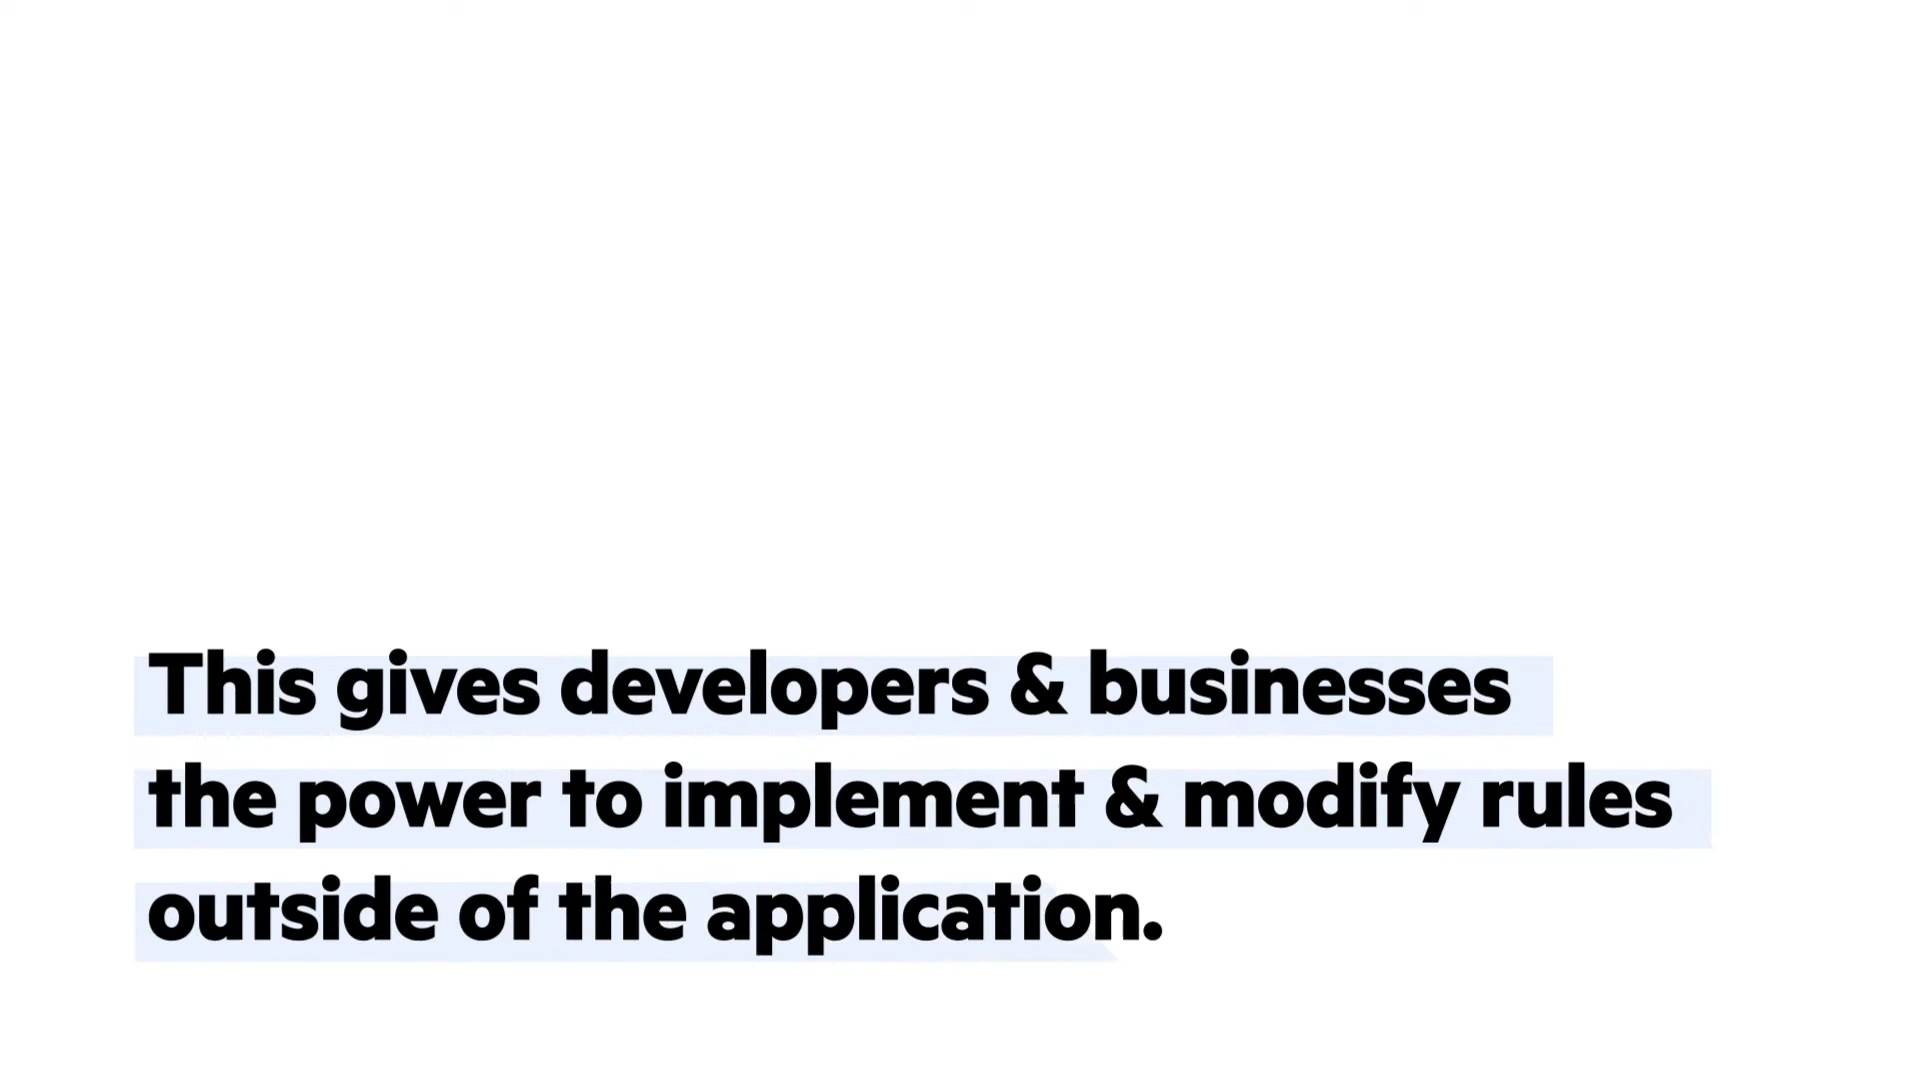 This gives developers & businesses
the power to implement & modify rules
outside of the application.